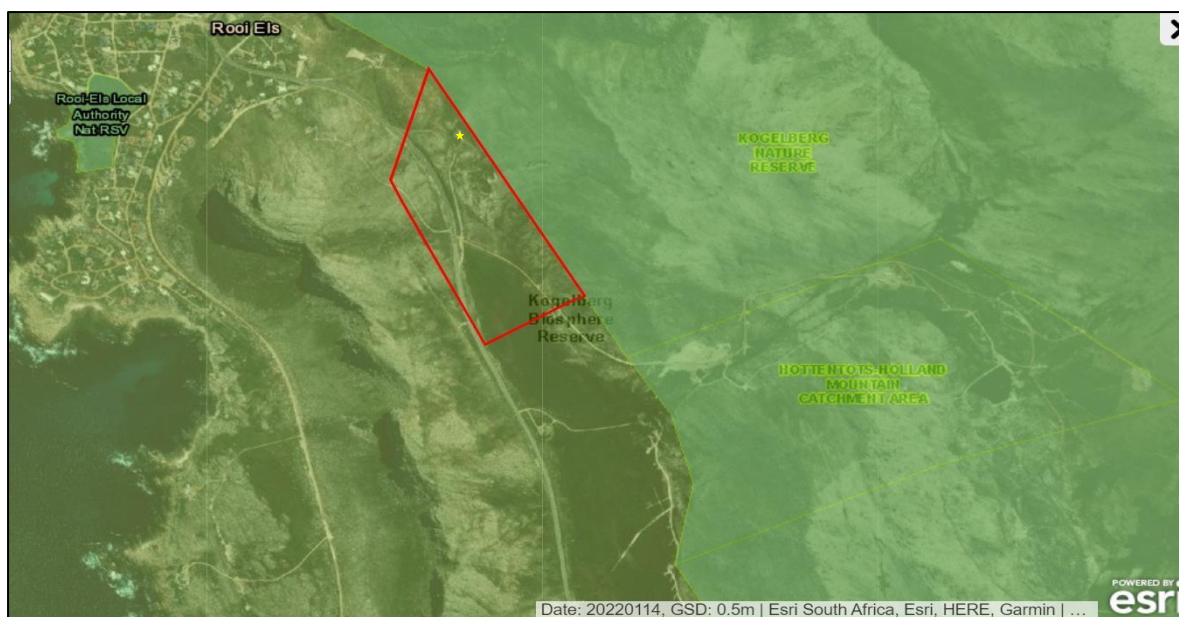 Rooi Els
Rooi-Els Local
Authority
Nat RSV
KOGELBERG
NATURE
RESERVE
Kogelberg
Biosphere
Reserve
HOTTENTOTS-HOLLAND
MOUNTAIN
CATCHMENT AREA
POWERED BY
esri
Date: 20220114, GSD: 0.5m | Esri South Africa, Esri, HERE, Garmin | ...